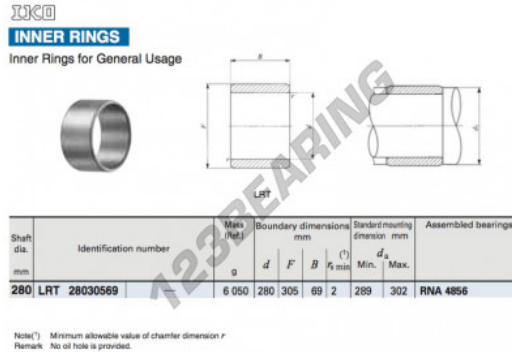 IKO
INNER RINGS
Inner Rings for General Usage
B
r
r
F
d
dₐ
LRT
123BEARING
Shaft dia. mm
Identification number
Mass (Ref.) g
Boundary dimensions mm
d F B rₛ min (¹)
Standard mounting dimension mm
dₐ
Min. Max.
Assembled bearings
280 LRT 28030569 — 6 050 280 305 69 2 289 302 RNA 4856
Note(¹) Minimum allowable value of chamfer dimension r
Remark No oil hole is provided.